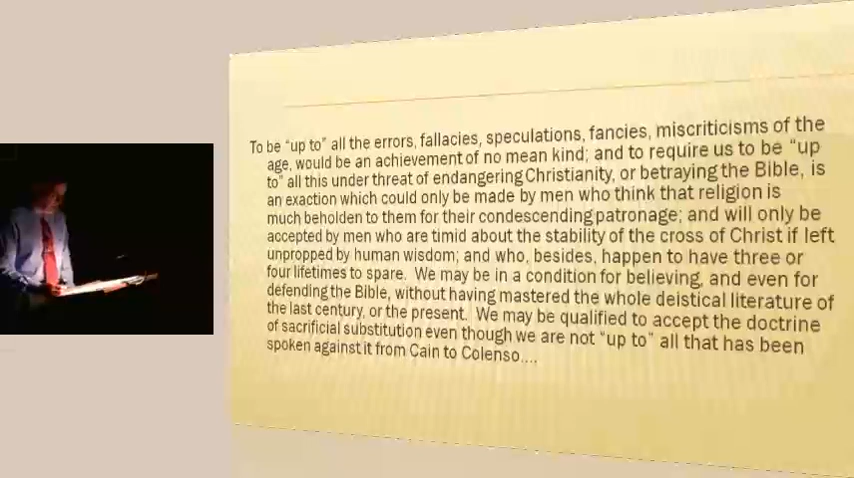 To be “up to” all the errors, fallacies, speculations, fancies, miscriticisms of the
age, would be an achievement of no mean kind; and to require us to be “up
to” all this under threat of endangering Christianity, or betraying the Bible, is
an exaction which could only be made by men who think that religion is
much beholden to them for their condescending patronage; and will only be
accepted by men who are timid about the stability of the cross of Christ if left
unpropped by human wisdom; and who, besides, happen to have three or
four lifetimes to spare. We may be in a condition for believing, and even for
defending the Bible, without having mastered the whole deistical literature of
the last century, or the present. We may be qualified to accept the doctrine
of sacrificial substitution even though we are not “up to” all that has been
spoken against it from Cain to Colenso....